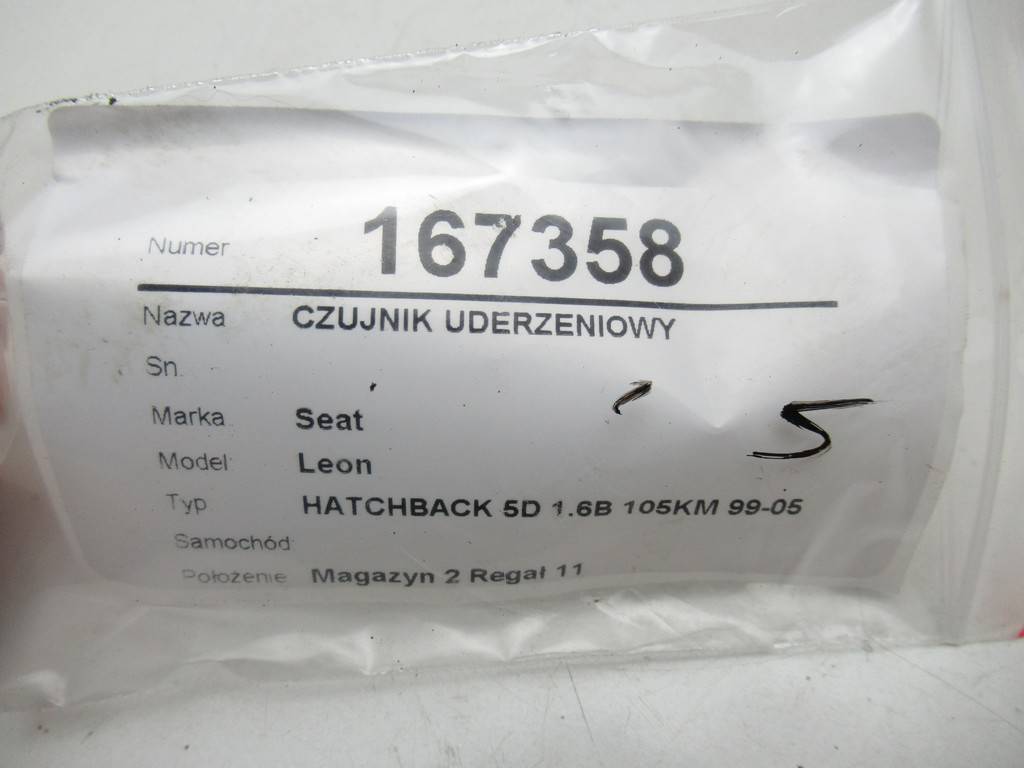 Numer 167358
Nazwa CZUJNIK UDERZENIOWY
Sn
Marka Seat
Model Leon
5
Typ HATCHBACK 5D 1.6B 105KM 99-05
Samochód
Położenie Magazyn 2 Regał 11